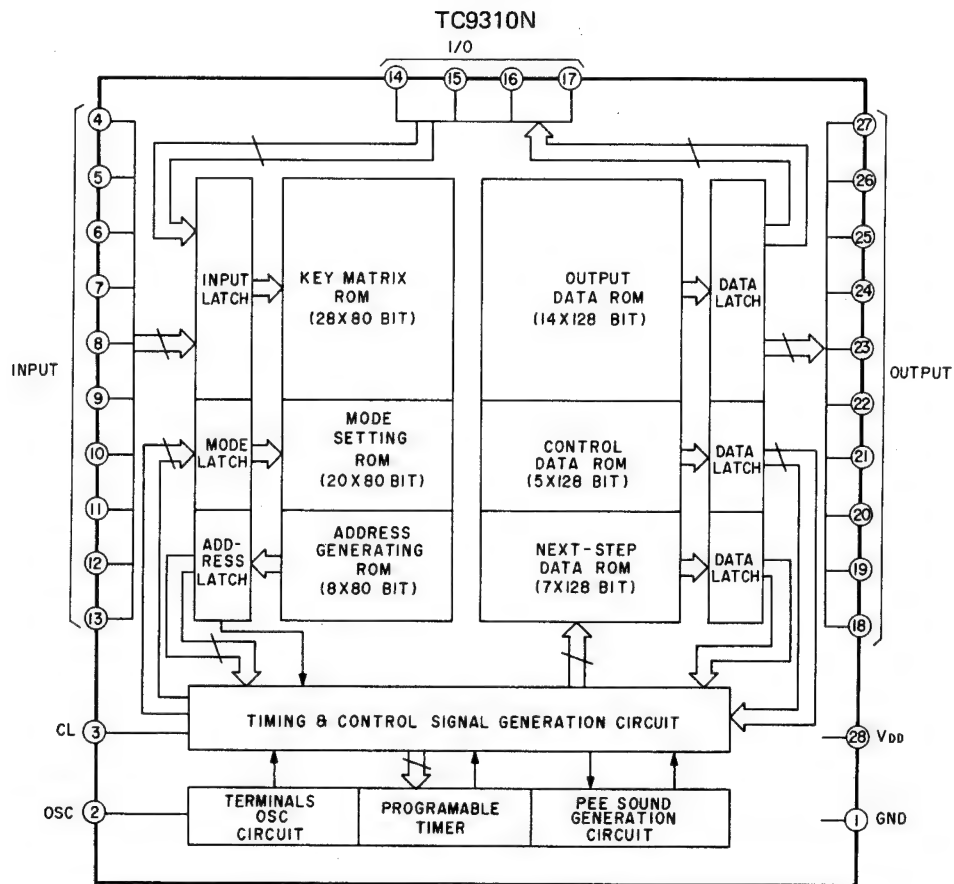 TC9310N
I/O
14 15 16 17
4
5
6
7
8
9
10
11
12
13
INPUT
27
26
25
24
23
22
21
20
19
18
OUTPUT
INPUT
LATCH
KEY MATRIX
ROM
(28X80 BIT)
OUTPUT
DATA ROM
(14X128 BIT)
DATA
LATCH
MODE
LATCH
MODE
SETTING
ROM
(20X80 BIT)
CONTROL
DATA ROM
(5X128 BIT)
DATA
LATCH
ADD-
RESS
LATCH
ADDRESS
GENERATING
ROM
(8X80 BIT)
NEXT-STEP
DATA ROM
(7X128 BIT)
DATA
LATCH
CL 3
TIMING & CONTROL SIGNAL GENERATION CIRCUIT
28 VDD
OSC 2
TERMINALS
OSC
CIRCUIT
PROGRAMABLE
TIMER
PEE SOUND
GENERATION
CIRCUIT
1 GND